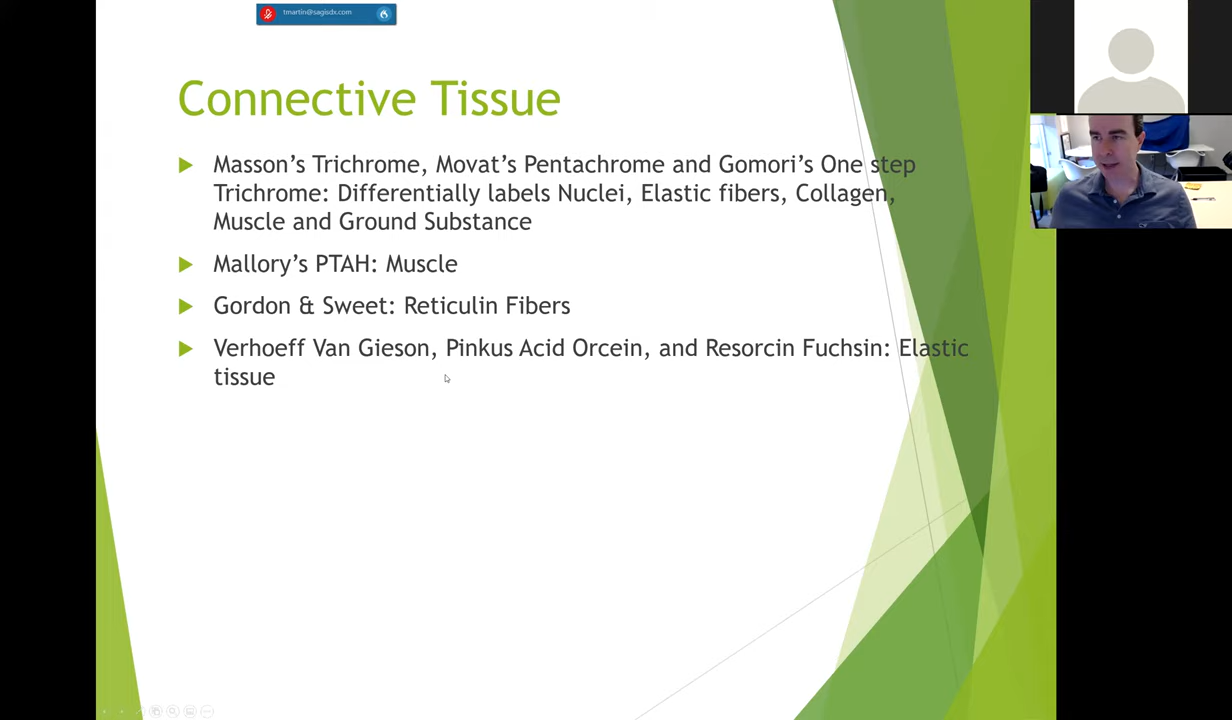 tmartin@sagisdx.com
Connective Tissue
Masson’s Trichrome, Movat’s Pentachrome and Gomori’s One step
Trichrome: Differentially labels Nuclei, Elastic fibers, Collagen,
Muscle and Ground Substance
Mallory’s PTAH: Muscle
Gordon & Sweet: Reticulin Fibers
Verhoeff Van Gieson, Pinkus Acid Orcein, and Resorcin Fuchsin: Elastic
tissue